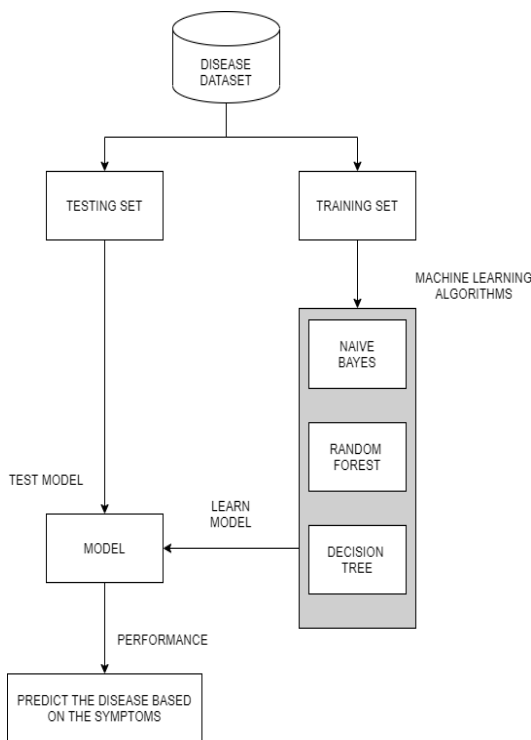 DISEASE
DATASET
TESTING SET
TRAINING SET
MACHINE LEARNING
ALGORITHMS
NAIVE
BAYES
RANDOM
FOREST
TEST MODEL
LEARN
MODEL
MODEL
DECISION
TREE
PERFORMANCE
PREDICT THE DISEASE BASED
ON THE SYMPTOMS